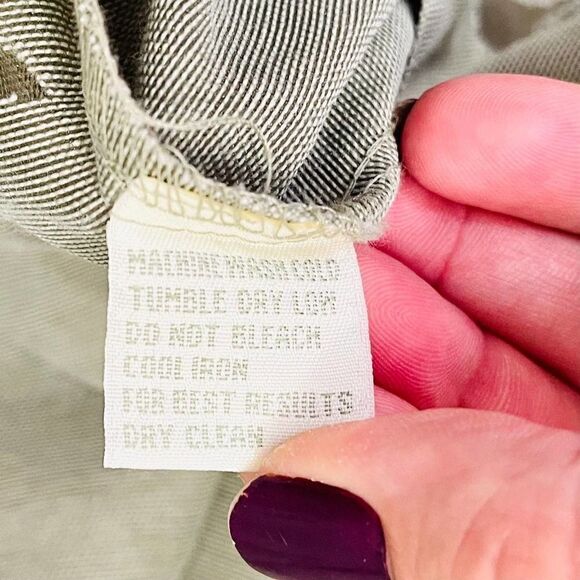 MACHINE WASH COLD
TUMBLE DRY LOW
DO NOT BLEACH
COOL IRON
FOR BEST RESULTS
DRY CLEAN